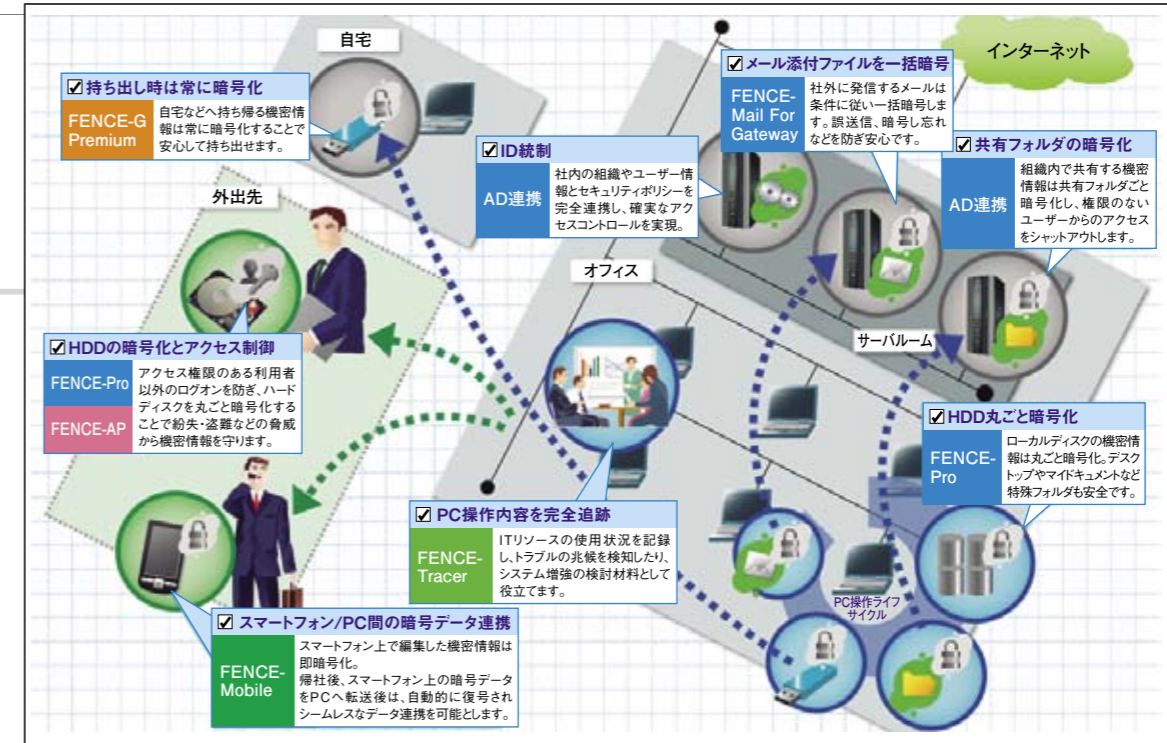 自宅
インターネット
持ち出し時は常に暗号化
FENCE-G
Premium
自宅などへ持ち帰る機密情
報は常に暗号化することで
安心して持ち出せます。
メール添付ファイルを一括暗号
FENCE-
Mail For
Gateway
社外に発信するメールは
条件に従い一括暗号しま
す。誤送信、暗号し忘れ
などを防ぎ安心です。
ID統制
AD連携
社内の組織やユーザー情
報とセキュリティポリシーを
完全連携し、確実なアク
セスコントロールを実現。
共有フォルダの暗号化
AD連携
組織内で共有する機密
情報は共有フォルダごと
暗号化し、権限のない
ユーザーからのアクセス
をシャットアウトします。
外出先
オフィス
サーバルーム
HDDの暗号化とアクセス制御
FENCE-Pro
FENCE-AP
アクセス権限のある利用者
以外のログオンを防ぎ、ハード
ディスクを丸ごと暗号化する
ことで紛失・盗難などの脅威
から機密情報を守ります。
HDD丸ごと暗号化
FENCE-
Pro
ローカルディスクの機密情
報は丸ごと暗号化。デスク
トップやマイドキュメントなど
特殊フォルダも安全です。
PC操作内容を完全追跡
FENCE-
Tracer
ITリソースの使用状況を記録
し、トラブルの兆候を検知したり、
システム増強の検討材料として
役立てます。
PC操作ライフ
サイクル
スマートフォン/PC間の暗号データ連携
FENCE-
Mobile
スマートフォン上で編集した機密情報は
即暗号化。
帰社後、スマートフォン上の暗号データ
をPCへ転送後は、自動的に復号され
シームレスなデータ連携を可能とします。